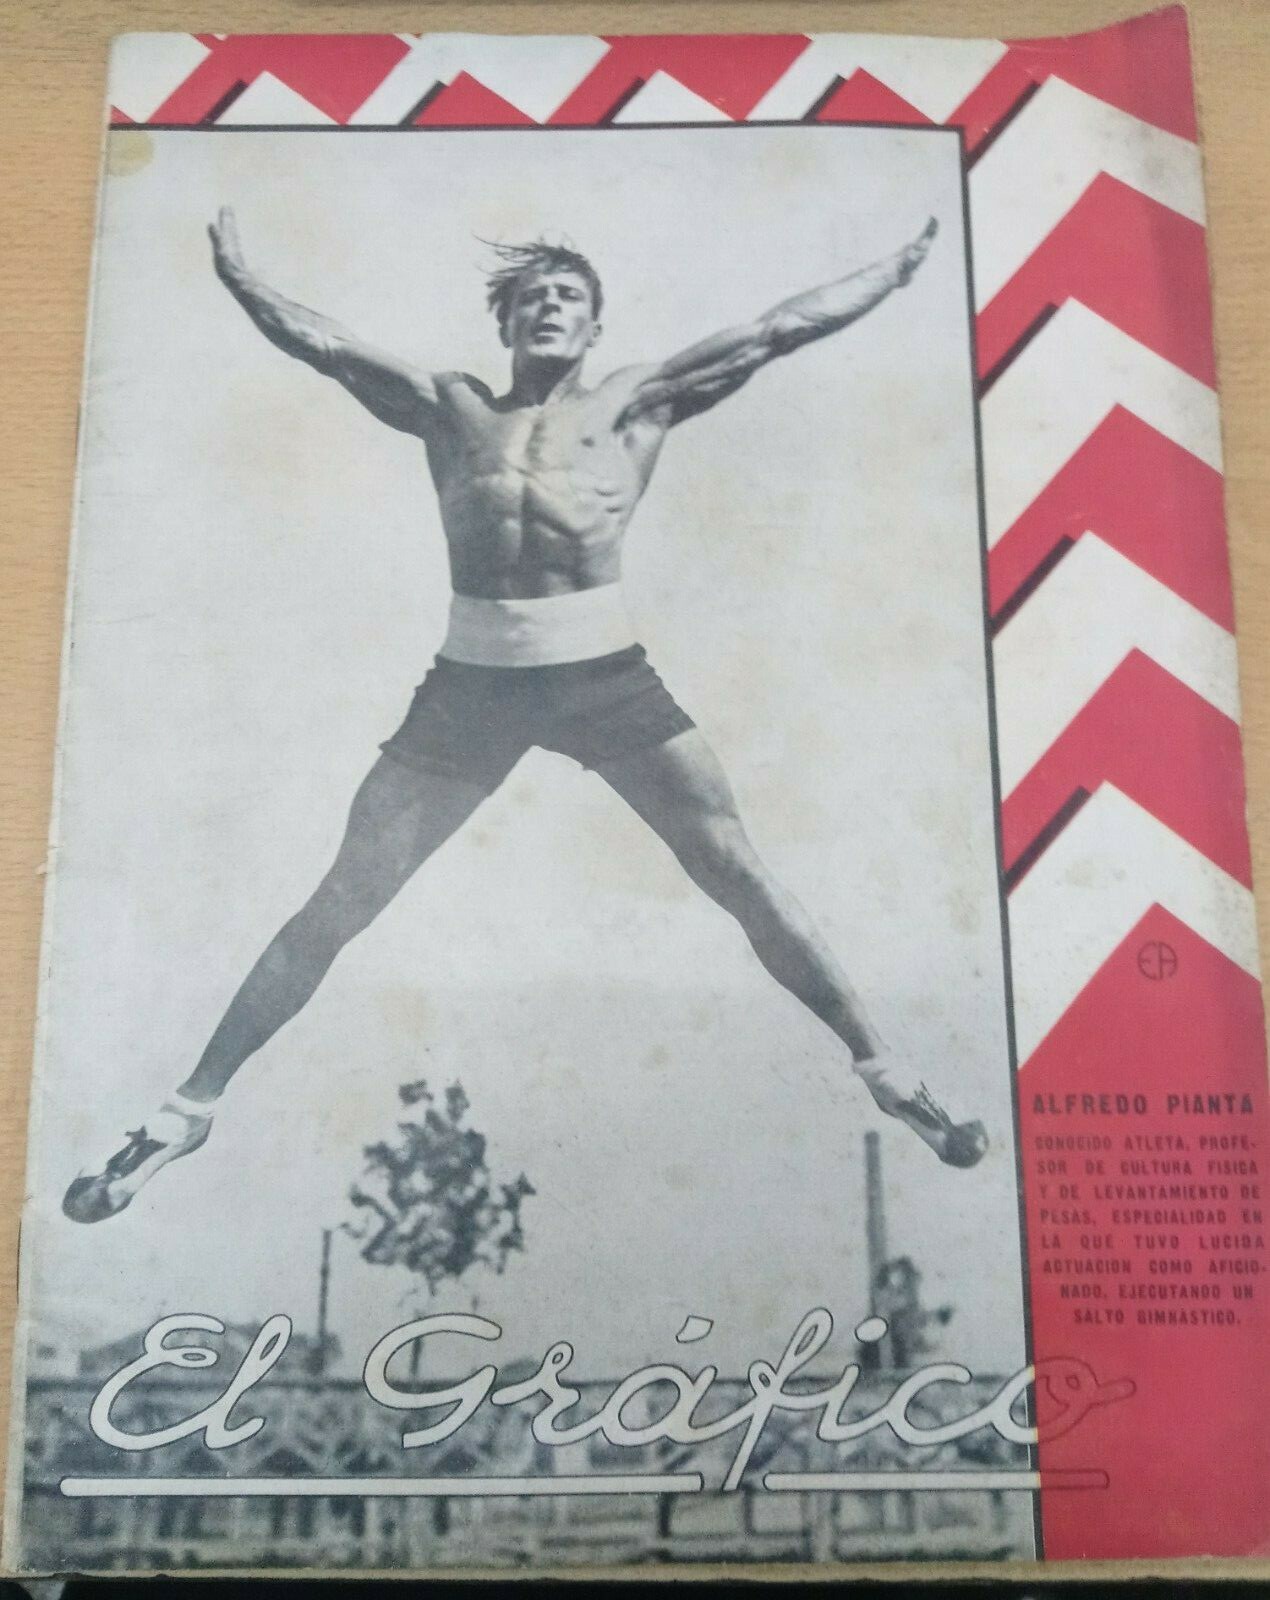 EA
ALFREDO PIANTA
CONOCIDO ATLETA, PROFE-
SOR DE CULTURA FISICA
Y DE LEVANTAMIENTO DE
PESAS, ESPECIALIDAD EN
LA QUE TUVO LUCIDA
ACTUACION COMO AFICIO-
NADO, EJECUTANDO UN
SALTO GIMNASTICO.
El Gráfico